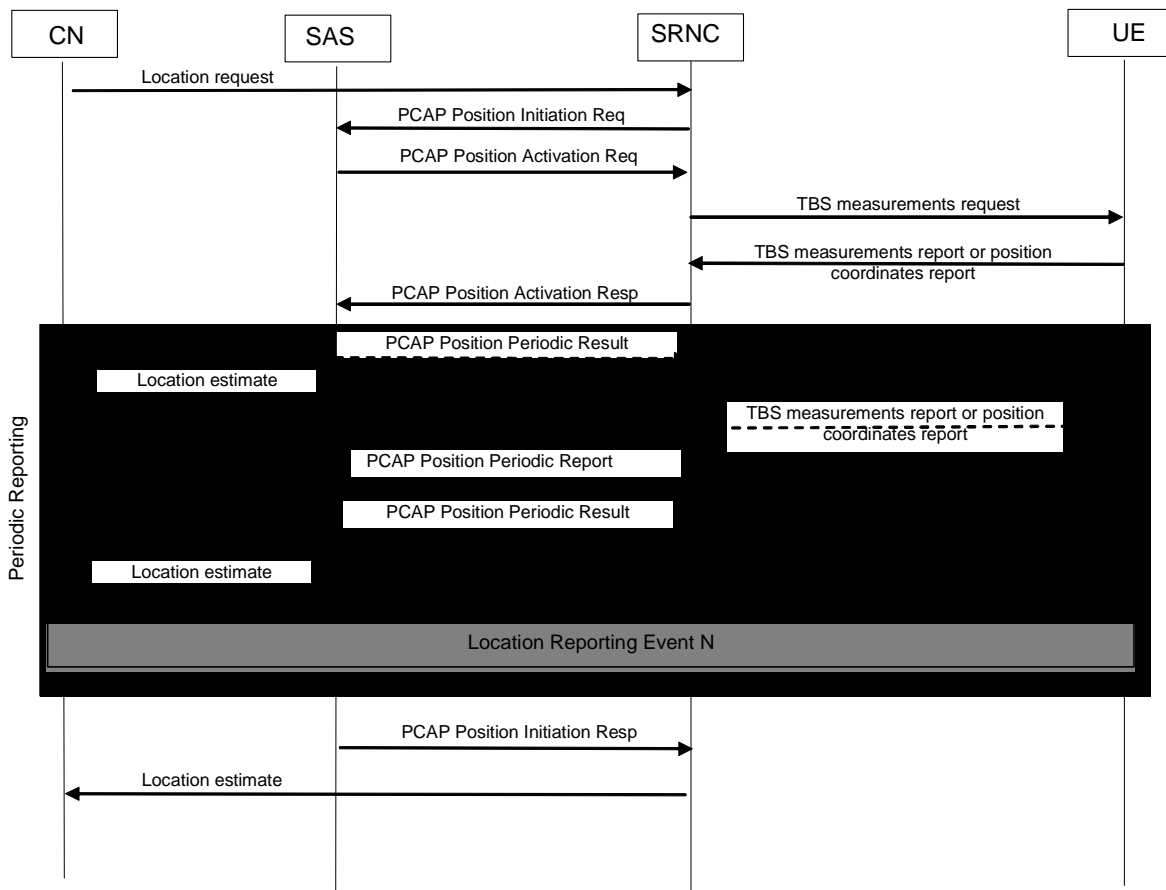 CN
SAS
SRNC
UE
Location request
PCAP Position Initiation Req
PCAP Position Activation Req
TBS measurements request
TBS measurements report or position
coordinates report
PCAP Position Activation Resp
Periodic Reporting
PCAP Position Periodic Result
Location estimate
TBS measurements report or position
coordinates report
PCAP Position Periodic Report
PCAP Position Periodic Result
Location estimate
Location Reporting Event N
PCAP Position Initiation Resp
Location estimate